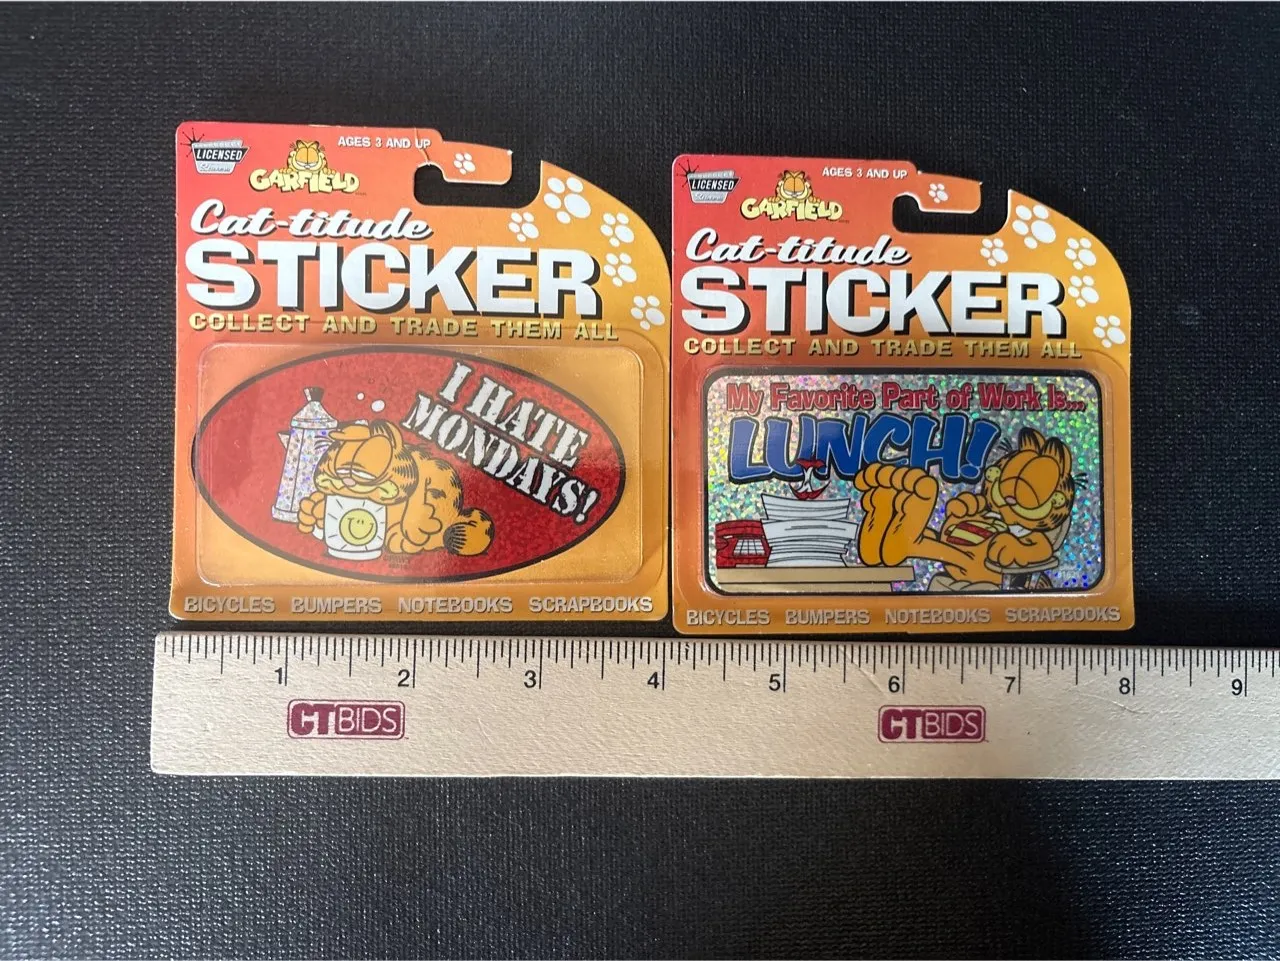 LICENSED
AGES 3 AND UP
GARFIELD
Cat-titude
STICKER
COLLECT AND TRADE THEM ALL
I HATE
MONDAYS!
BICYCLES BUMPERS NOTEBOOKS SCRAPBOOKS
LICENSED
AGES 3 AND UP
GARFIELD
Cat-titude
STICKER
COLLECT AND TRADE THEM ALL
My Favorite Part of Work Is...
LUNCH!
BICYCLES BUMPERS NOTEBOOKS SCRAPBOOKS
1 2 3 4 5 6 7 8 9
CTBIDS CTBIDS